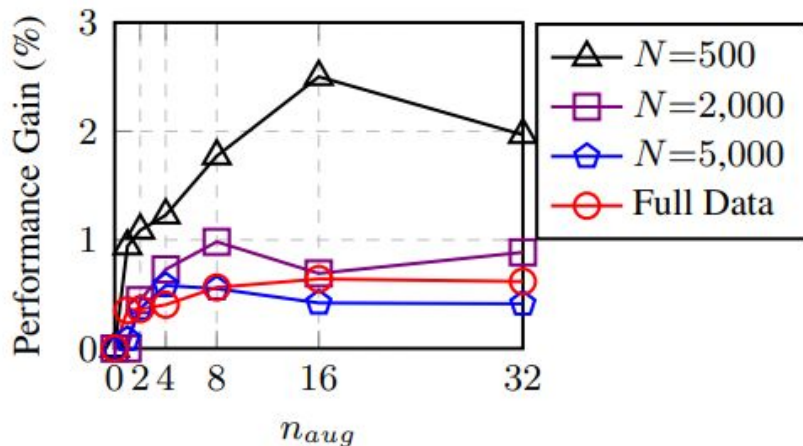 Performance Gain (%)
3
2
1
0
0 2 4 8 16 32
n_aug
N=500
N=2,000
N=5,000
Full Data